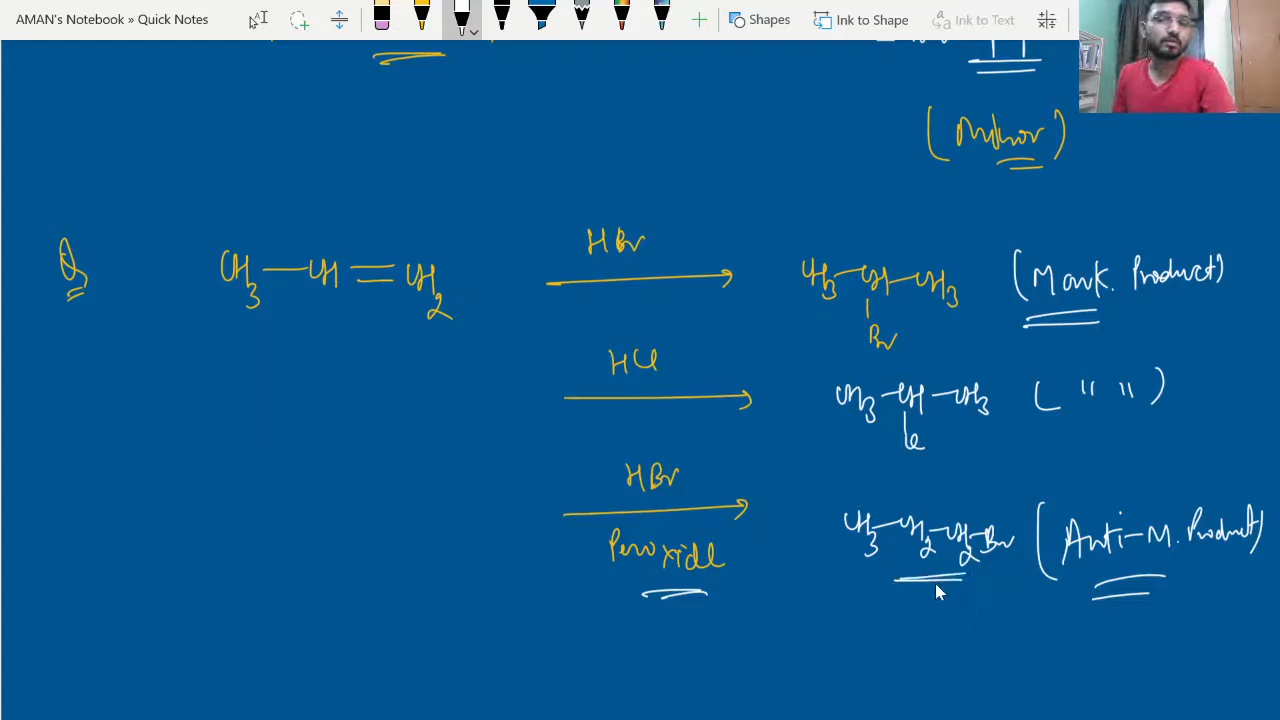 AMAN's Notebook » Quick Notes
Shapes
Ink to Shape
Ink to Text
(Minor)
Q
CH3—CH=CH2
HBr
CH3—CH—CH3 (Mark. Product)
Br
HCl
CH3—CH—CH3 ( " " )
Cl
HBr
CH3—CH2—CH2—Br (Anti-M. Product)
Peroxide